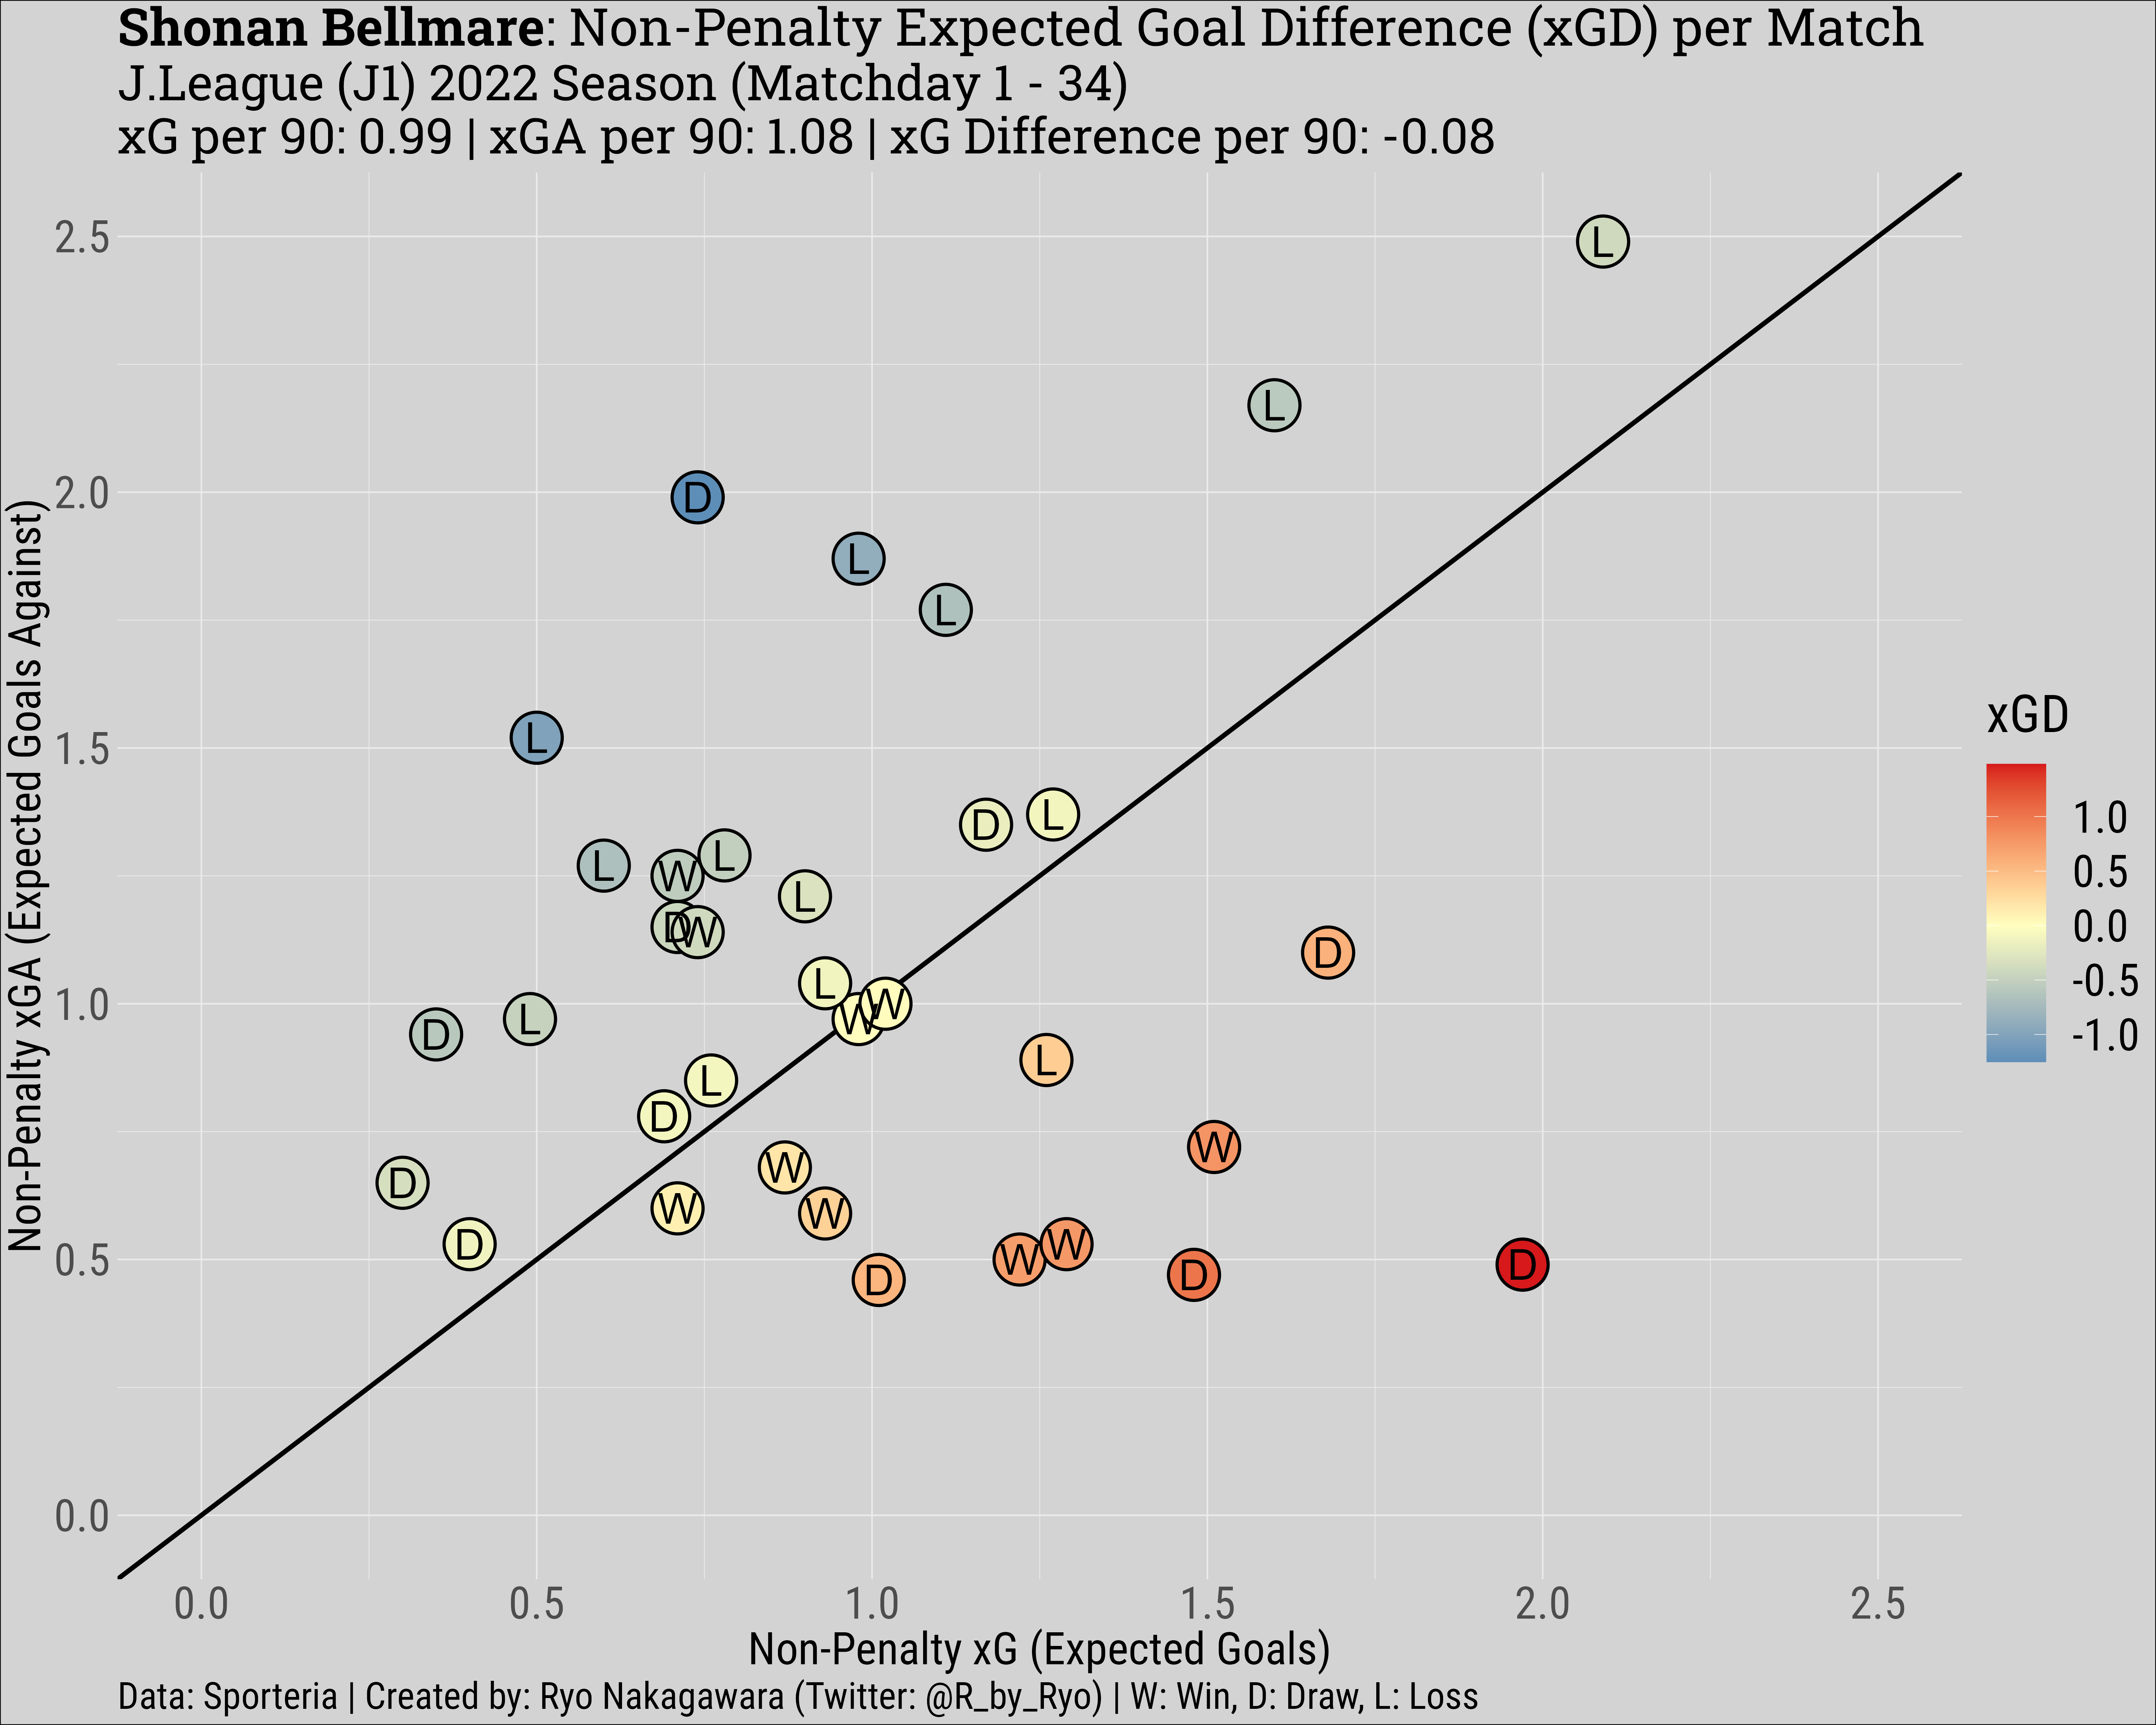 Shonan Bellmare: Non-Penalty Expected Goal Difference (xGD) per Match
J.League (J1) 2022 Season (Matchday 1 - 34)
xG per 90: 0.99 | xGA per 90: 1.08 | xG Difference per 90: -0.08
Non-Penalty xGA (Expected Goals Against)
2.5
2.0
1.5
1.0
0.5
0.0
L
L
D
L
L
L
D
L
L
W
L
L
D
W
D
L
W
W
D
L
L
L
D
W
D
W
W
W
D
D
W
W
D
D
xGD
1.0
0.5
0.0
-0.5
-1.0
0.0
0.5
1.0
1.5
2.0
2.5
Non-Penalty xG (Expected Goals)
Data: Sporteria | Created by: Ryo Nakagawara (Twitter: @R_by_Ryo) | W: Win, D: Draw, L: Loss